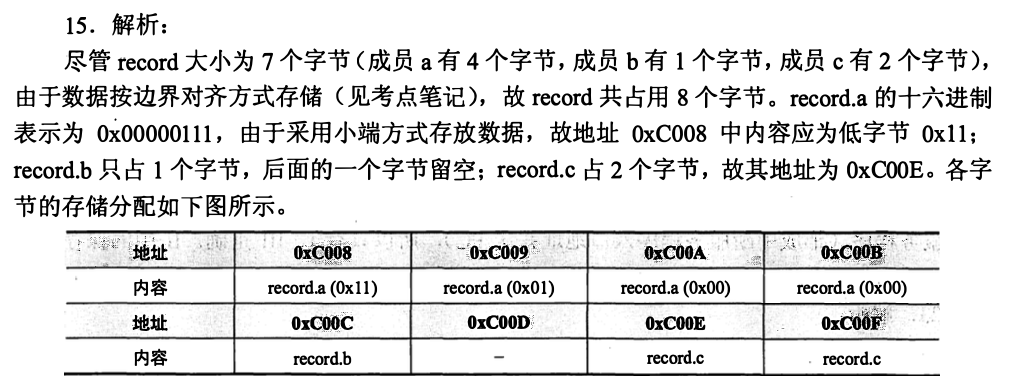 15．解析：
尽管 record 大小为 7 个字节（成员 a 有 4 个字节，成员 b 有 1 个字节，成员 c 有 2 个字节），
由于数据按边界对齐方式存储（见考点笔记），故 record 共占用 8 个字节。record.a 的十六进制
表示为 0x00000111，由于采用小端方式存放数据，故地址 0xC008 中内容应为低字节 0x11；
record.b 只占 1 个字节，后面的一个字节留空；record.c 占 2 个字节，故其地址为 0xC00E。各字
节的存储分配如下图所示。
地址 0xC008 0xC009 0xC00A 0xC00B
内容 record.a (0x11) record.a (0x01) record.a (0x00) record.a (0x00)
地址 0xC00C 0xC00D 0xC00E 0xC00F
内容 record.b – record.c record.c